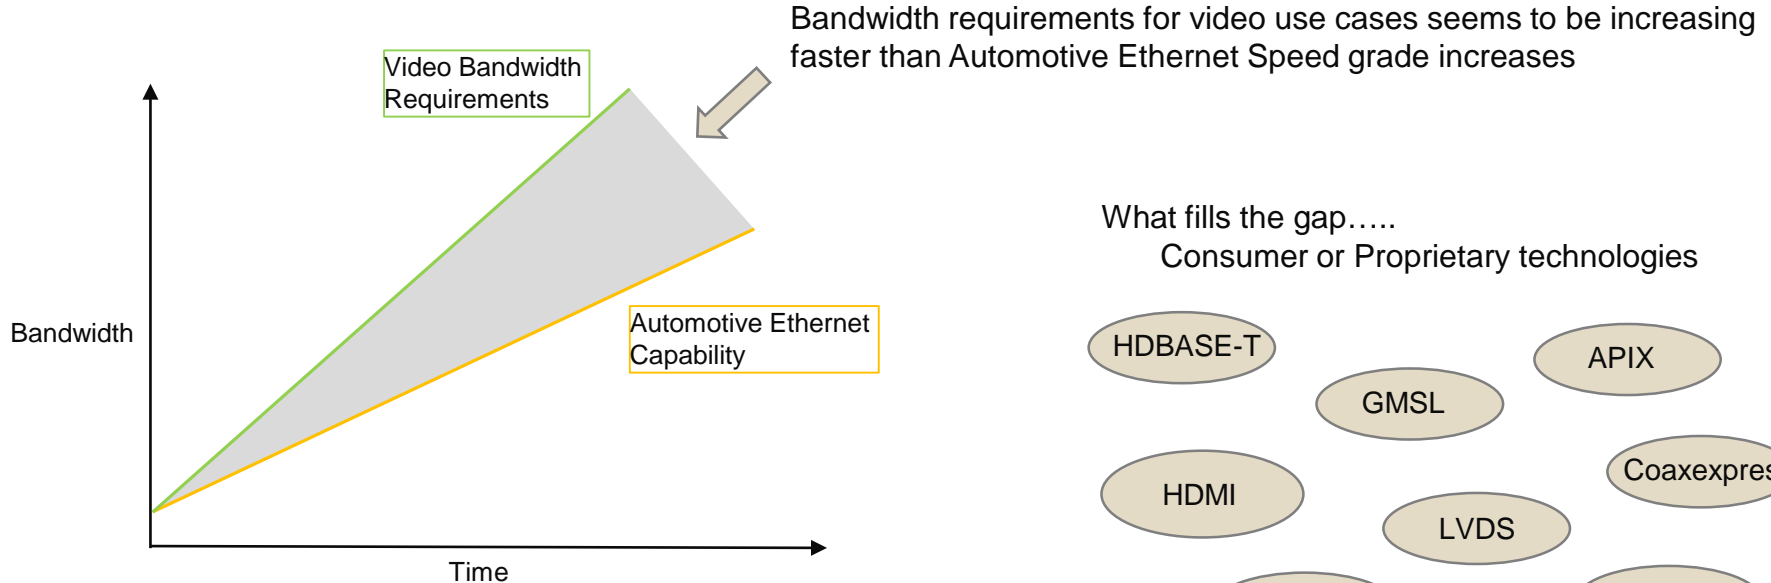 Bandwidth requirements for video use cases seems to be increasing
faster than Automotive Ethernet Speed grade increases
Video Bandwidth
Requirements
What fills the gap…..
Consumer or Proprietary technologies
Automotive Ethernet
Capability
Bandwidth
HDBASE-T
APIX
GMSL
Coaxexpres
HDMI
LVDS
Time